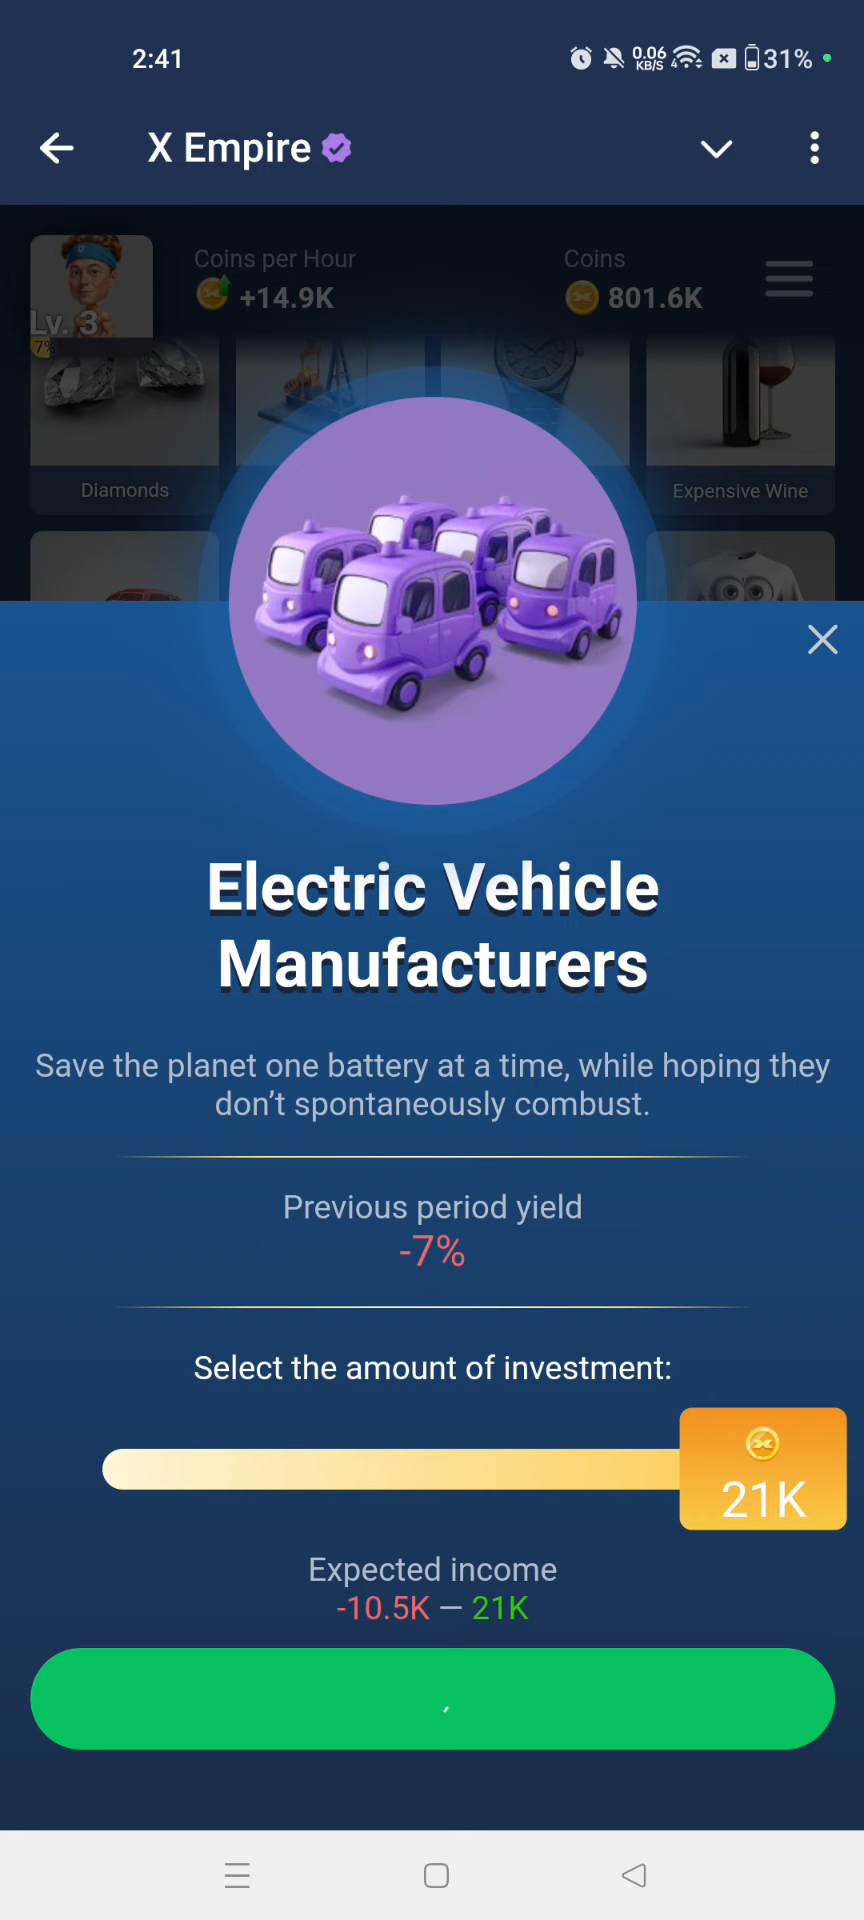 2:41
0.06
KB/S
4
31%
X Empire
Coins per Hour
+14.9K
Coins
801.6K
Lv. 3
7%
Diamonds
Expensive Wine
Electric Vehicle
Manufacturers
Save the planet one battery at a time, while hoping they
don’t spontaneously combust.
Previous period yield
-7%
Select the amount of investment:
21K
Expected income
-10.5K — 21K